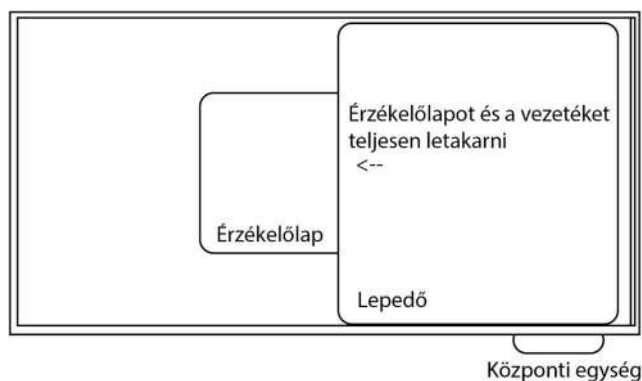 Érzékelőlapot és a vezetéket
teljesen letakarni
<--
Érzékelőlap
Lepedő
Központi egység